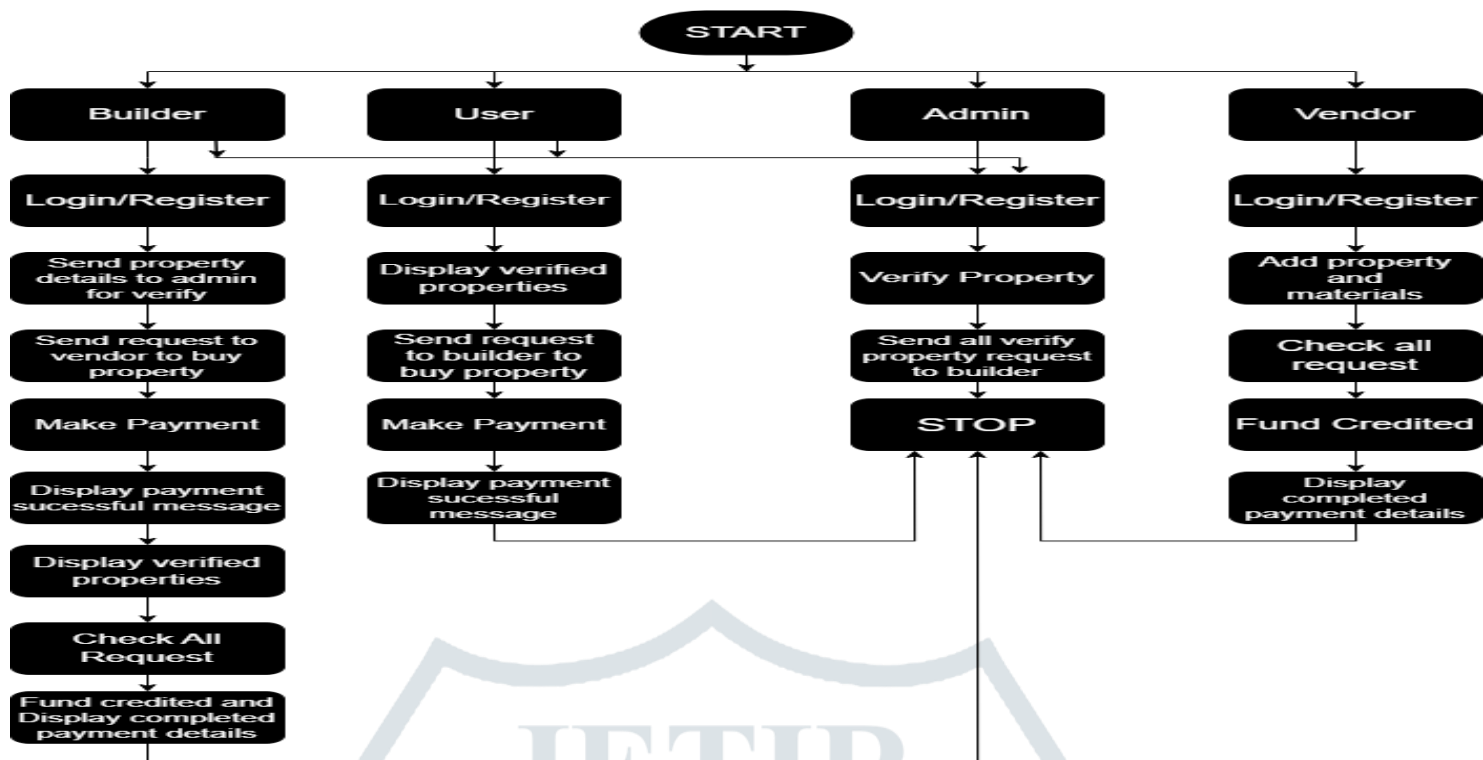 START
Builder
User
Admin
Vendor
Login/Register
Login/Register
Login/Register
Login/Register
Send property
details to admin
for verify
Display verified
properties
Verify Property
Add property
and
materials
Send request to
vendor to buy
property
Send request
to builder to
buy property
Send all verify
property request
to builder
Check all
request
Make Payment
Make Payment
STOP
Fund Credited
Display payment
sucessful message
Display payment
sucessful
message
Display
completed
payment details
Display verified
properties
Check All
Request
Fund credited and
Display completed
payment details
JETIR